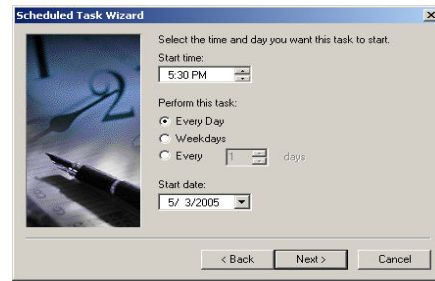 Scheduled Task Wizard
Select the time and day you want this task to start.
Start time:
5:30 PM
Perform this task:
Every Day
Weekdays
Every 1 days
Start date:
5/ 3/2005
< Back Next > Cancel